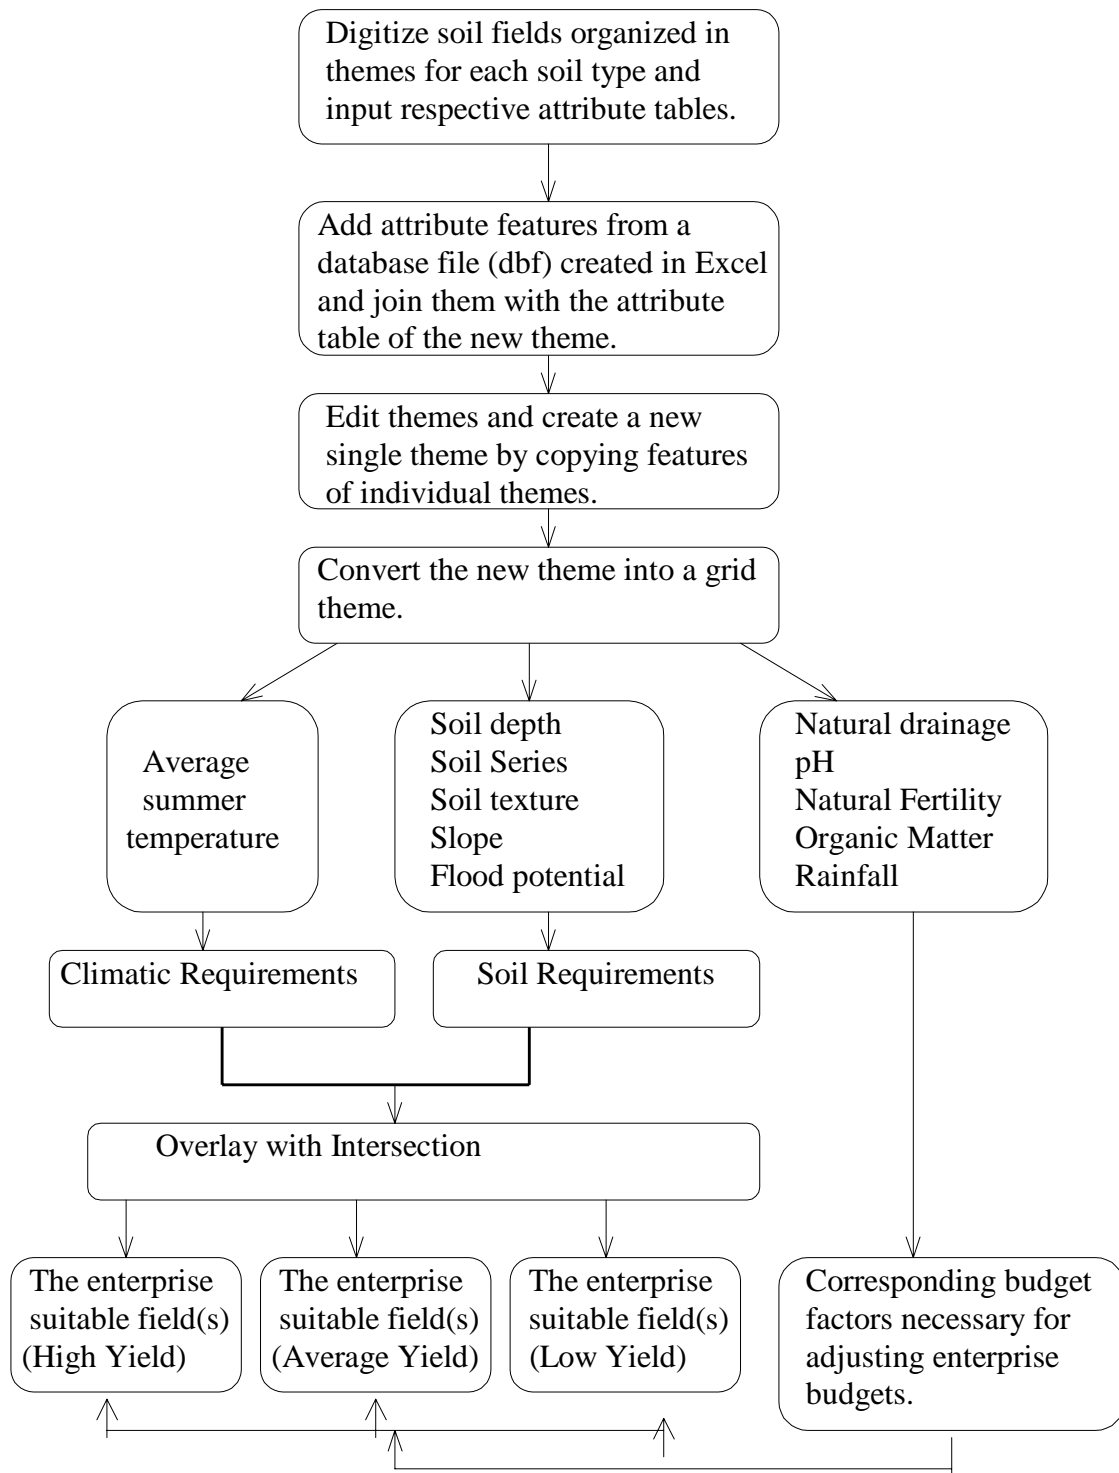 Digitize soil fields organized in
themes for each soil type and
input respective attribute tables.
Add attribute features from a
database file (dbf) created in Excel
and join them with the attribute
table of the new theme.
Edit themes and create a new
single theme by copying features
of individual themes.
Convert the new theme into a grid
theme.
Average
summer
temperature
Soil depth
Soil Series
Soil texture
Slope
Flood potential
Natural drainage
pH
Natural Fertility
Organic Matter
Rainfall
Climatic Requirements
Soil Requirements
Overlay with Intersection
The enterprise
suitable field(s)
(High Yield)
The enterprise
suitable field(s)
(Average Yield)
The enterprise
suitable field(s)
(Low Yield)
Corresponding budget
factors necessary for
adjusting enterprise
budgets.